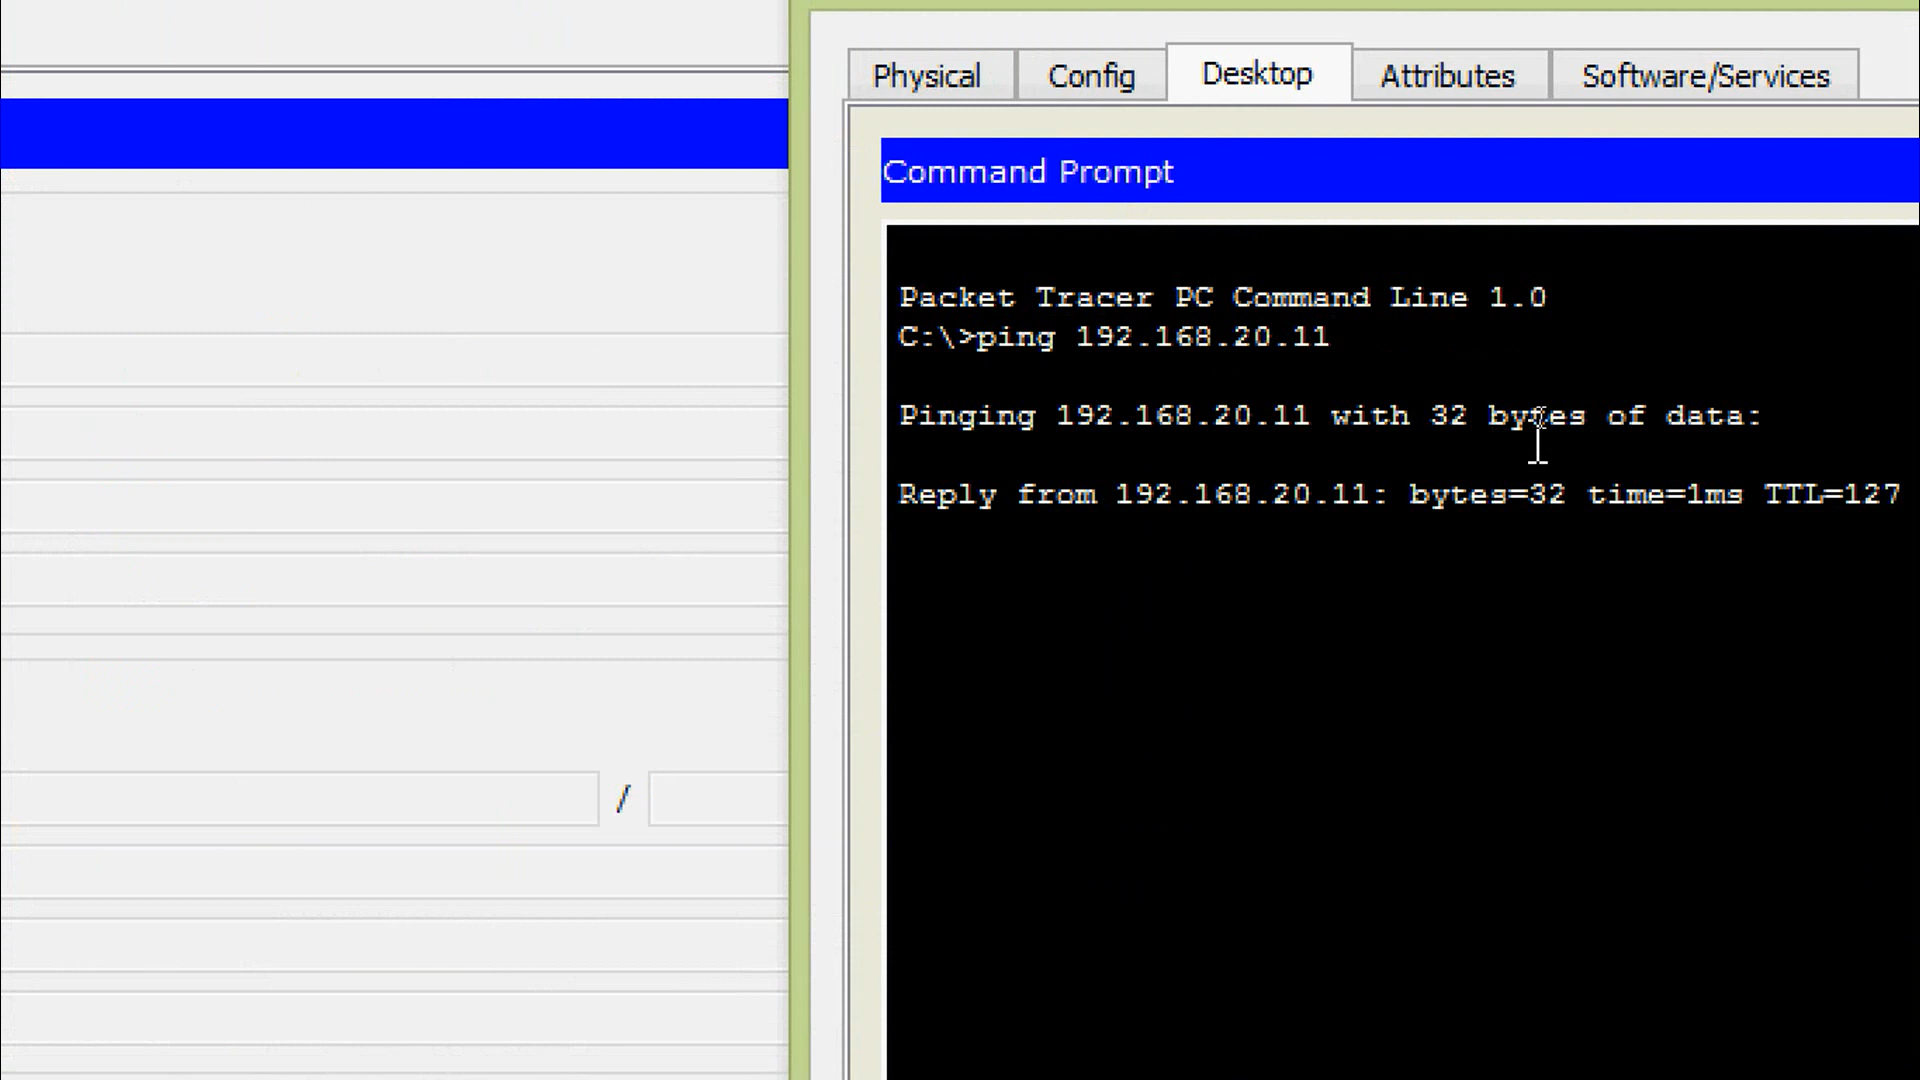 Physical Config Desktop Attributes Software/Services
Command Prompt
Packet Tracer PC Command Line 1.0
C:\>ping 192.168.20.11
Pinging 192.168.20.11 with 32 bytes of data:
Reply from 192.168.20.11: bytes=32 time=1ms TTL=127
/